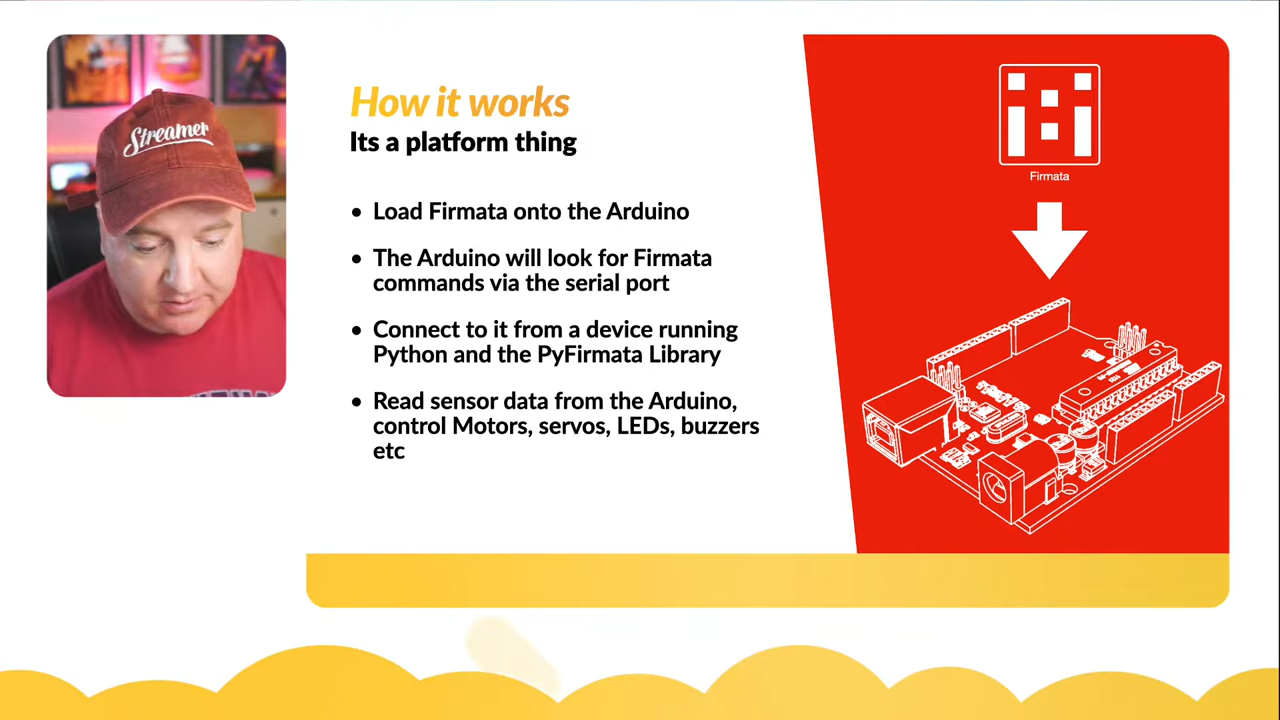 Streamer
How it works
Its a platform thing
• Load Firmata onto the Arduino
• The Arduino will look for Firmata
commands via the serial port
• Connect to it from a device running
Python and the PyFirmata Library
• Read sensor data from the Arduino,
control Motors, servos, LEDs, buzzers
etc
Firmata